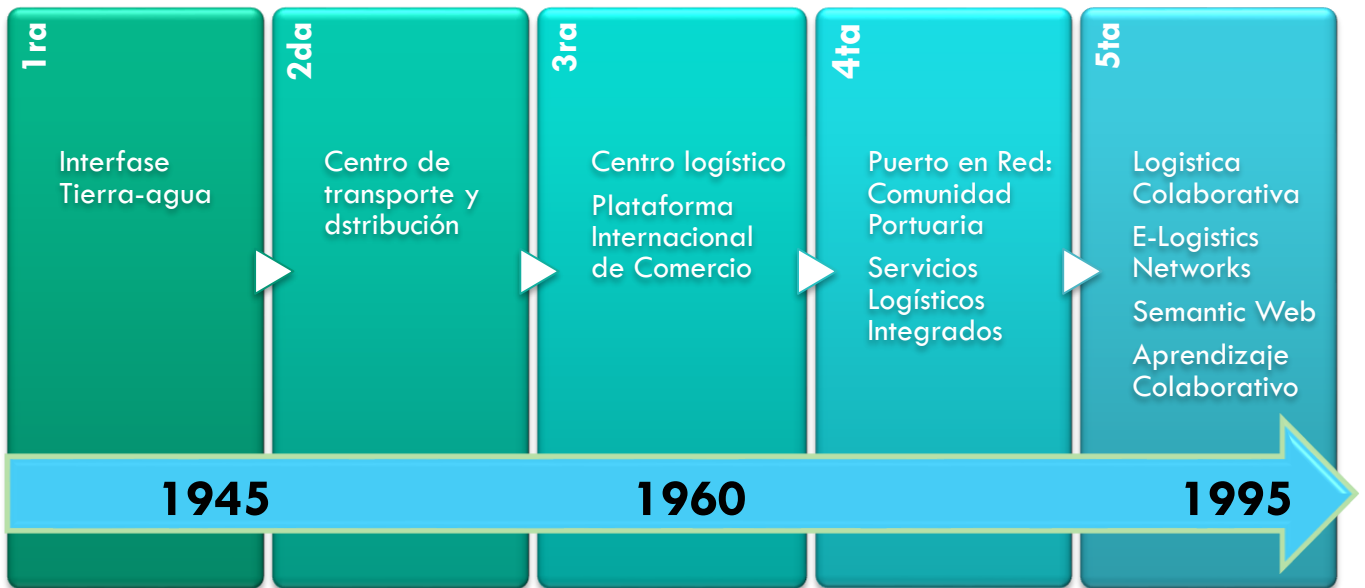 1ra
Interfase
Tierra-agua
2da
Centro de
transporte y
dstribución
3ra
Centro logístico
Plataforma
Internacional
de Comercio
4ta
Puerto en Red:
Comunidad
Portuaria
Servicios
Logísticos
Integrados
5ta
Logistica
Colaborativa
E-Logistics
Networks
Semantic Web
Aprendizaje
Colaborativo
1945
1960
1995